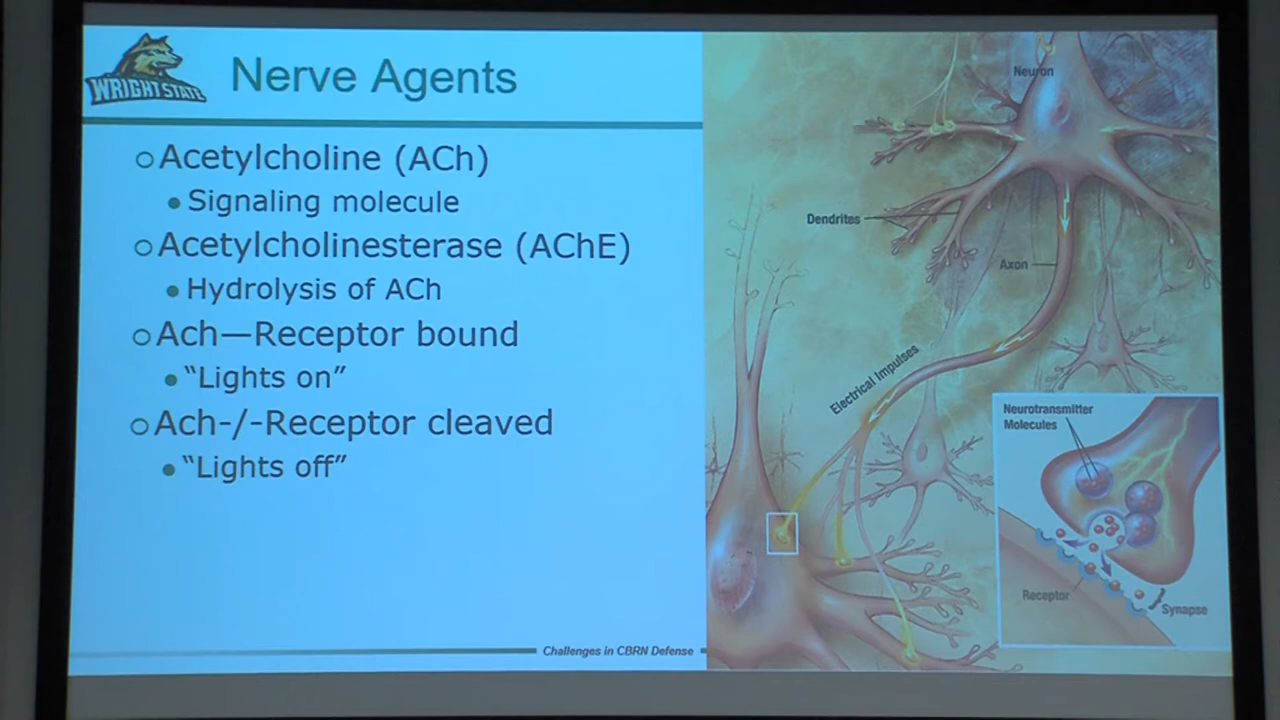 WRIGHT STATE
Nerve Agents
○ Acetylcholine (ACh)
• Signaling molecule
○ Acetylcholinesterase (AChE)
• Hydrolysis of ACh
○ Ach—Receptor bound
• “Lights on”
○ Ach-/-Receptor cleaved
• “Lights off”
Challenges in CBRN Defense
Neuron
Dendrites
Axon
Electrical Impulses
Neurotransmitter
Molecules
Receptor
Synapse